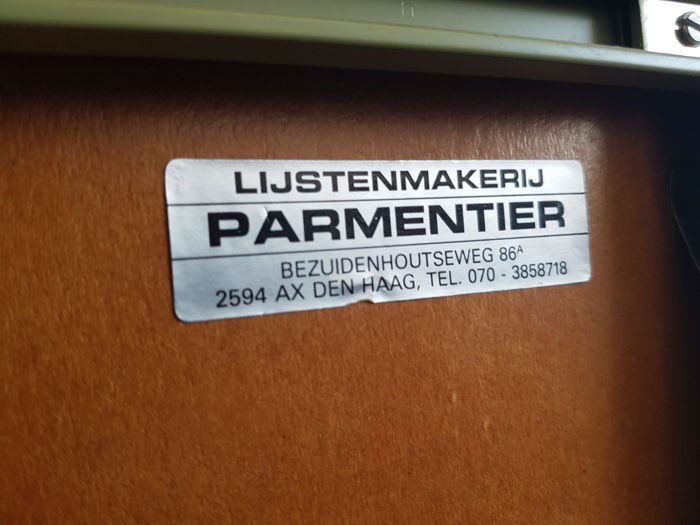 LIJSTENMAKERIJ
PARMENTIER
BEZUIDENHOUTSEWEG 86A
2594 AX DEN HAAG, TEL. 070 - 3858718